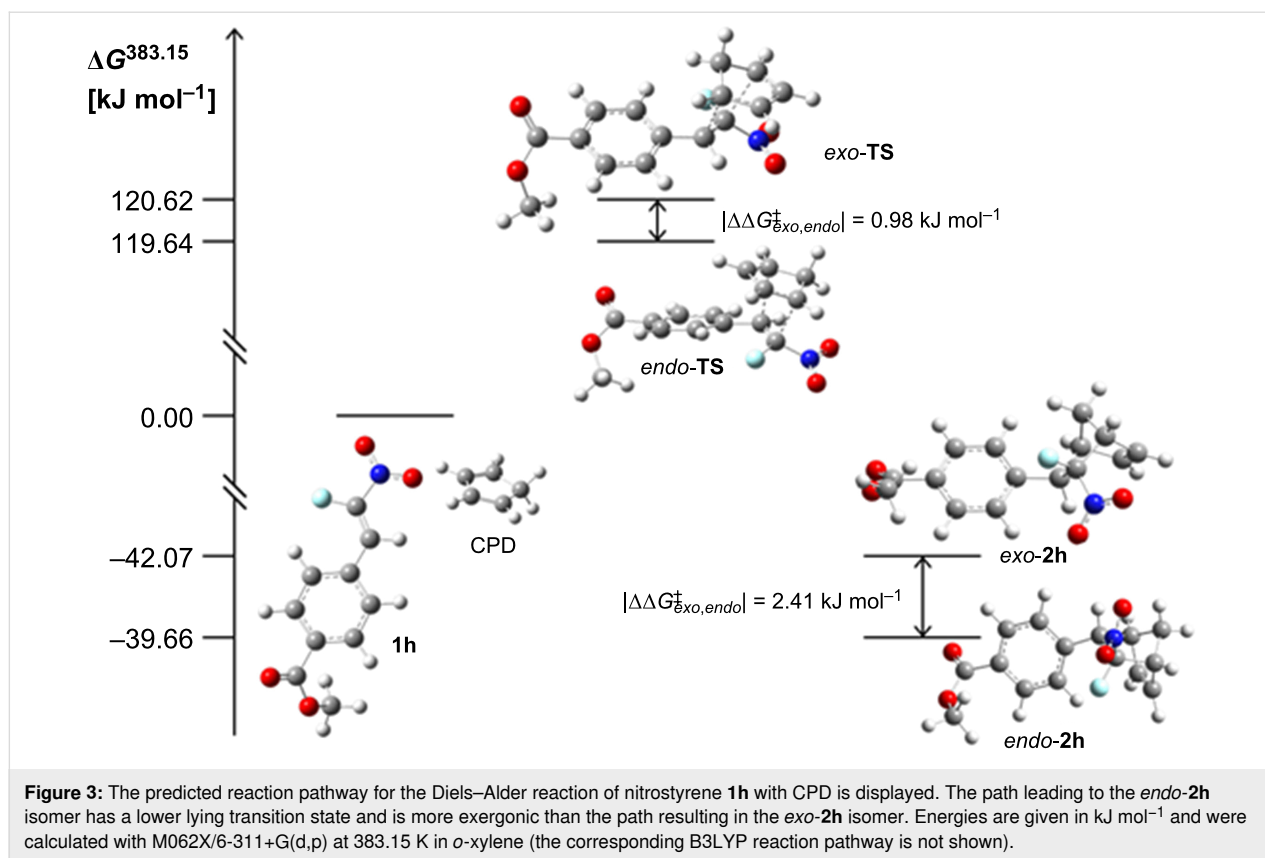 ΔG³⁸³·¹⁵
[kJ mol⁻¹]
exo-TS
120.62
|ΔΔG‡exo,endo| = 0.98 kJ mol⁻¹
119.64
endo-TS
0.00
CPD
–42.07
exo-2h
|ΔΔG‡exo,endo| = 2.41 kJ mol⁻¹
–39.66
1h
endo-2h
Figure 3: The predicted reaction pathway for the Diels–Alder reaction of nitrostyrene 1h with CPD is displayed. The path leading to the endo-2h
isomer has a lower lying transition state and is more exergonic than the path resulting in the exo-2h isomer. Energies are given in kJ mol⁻¹ and were
calculated with M062X/6-311+G(d,p) at 383.15 K in o-xylene (the corresponding B3LYP reaction pathway is not shown).